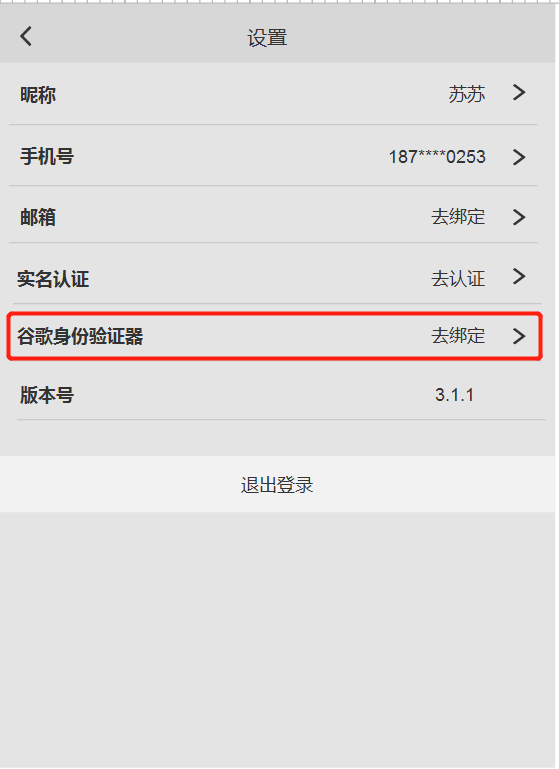 设置
昵称 苏苏
手机号 187****0253
邮箱 去绑定
实名认证 去认证
谷歌身份验证器 去绑定
版本号 3.1.1
退出登录